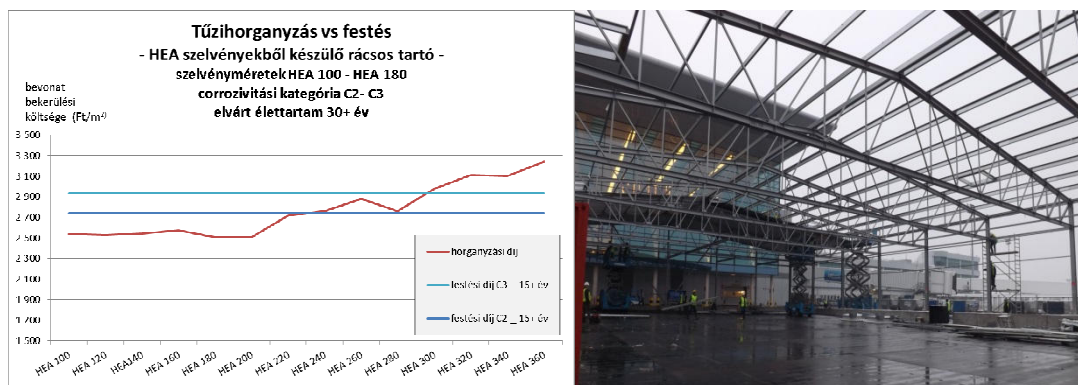 Tűzihorganyzás vs festés
- HEA szelvényekből készülő rácsos tartó -
szelvényméretek HEA 100 - HEA 180
corrozivitási kategória C2- C3
elvárt élettartam 30+ év
bevonat
bekerülési
költsége (Ft/m²)
3 500
3 300
3 100
2 900
2 700
2 500
2 300
2 100
1 900
1 700
1 500
horganyzási díj
festési díj C3 _ 15+ év
festési díj C2 _ 15+ év
HEA 100
HEA 120
HEA140
HEA 160
HEA 180
HEA 200
HEA 220
HEA 240
HEA 260
HEA 280
HEA 300
HEA 320
HEA 340
HEA 360